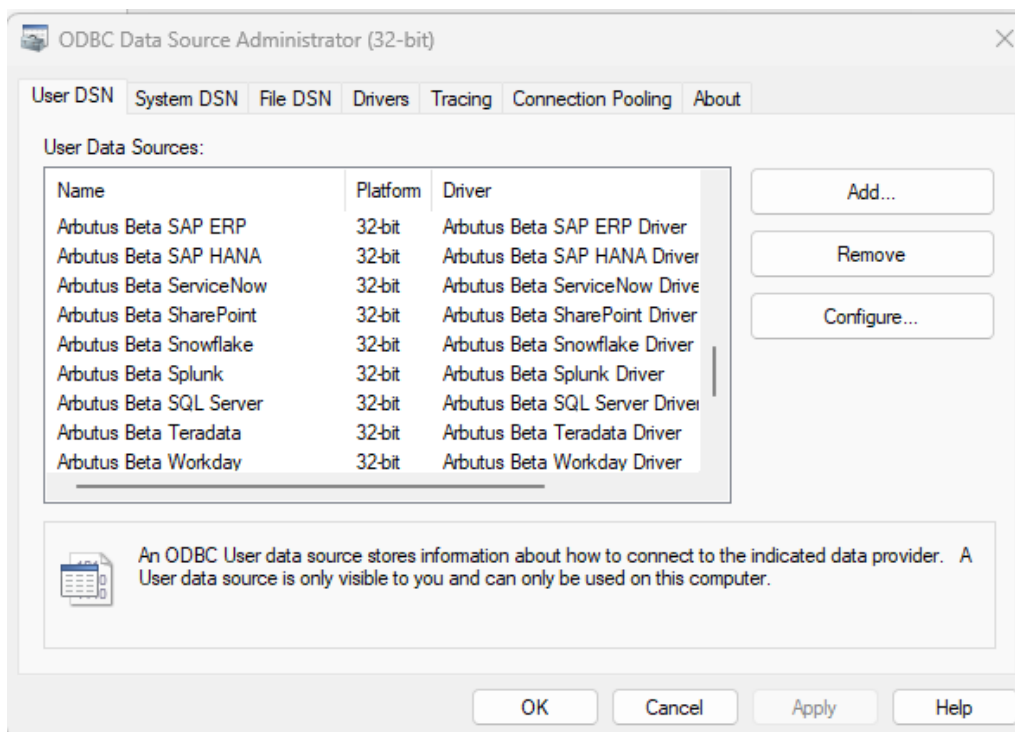 ODBC Data Source Administrator (32-bit)
User DSN System DSN File DSN Drivers Tracing Connection Pooling About
User Data Sources:
Name Platform Driver
Arbutus Beta SAP ERP 32-bit Arbutus Beta SAP ERP Driver
Arbutus Beta SAP HANA 32-bit Arbutus Beta SAP HANA Driver
Arbutus Beta ServiceNow 32-bit Arbutus Beta ServiceNow Drive
Arbutus Beta SharePoint 32-bit Arbutus Beta SharePoint Driver
Arbutus Beta Snowflake 32-bit Arbutus Beta Snowflake Driver
Arbutus Beta Splunk 32-bit Arbutus Beta Splunk Driver
Arbutus Beta SQL Server 32-bit Arbutus Beta SQL Server Driver
Arbutus Beta Teradata 32-bit Arbutus Beta Teradata Driver
Arbutus Beta Workday 32-bit Arbutus Beta Workday Driver
Add...
Remove
Configure...
An ODBC User data source stores information about how to connect to the indicated data provider. A
User data source is only visible to you and can only be used on this computer.
OK Cancel Apply Help